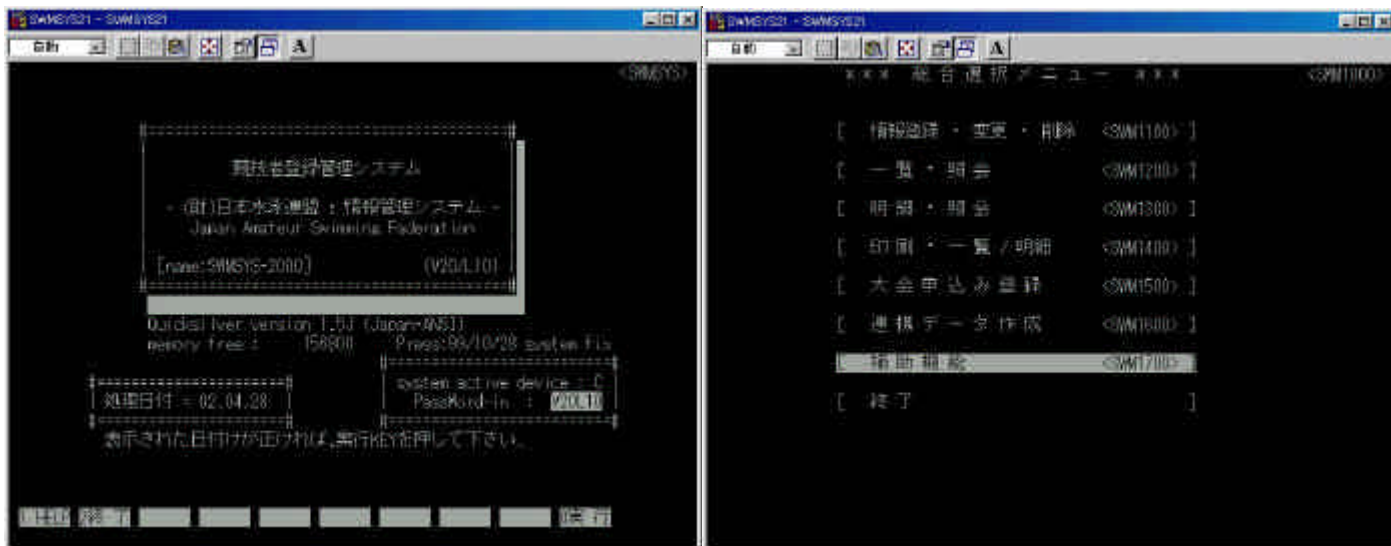 SWMSYS21 - SWMSYS21
自動
A
<SWMSYS>
競技者登録管理システム
- (財)日本水泳連盟 : 情報管理システム -
Japan Amateur Swimming Federation
[name:SWMSYS-2000] (V20/L10)
Quicksilver version 1.5J (Japan-ANSI)
memory free : 156800 Press:99/10/28 system fix
system active device : C
PassWord-in : V20L10
処理日付 = 02.04.28
表示された日付けが正ければ、実行KEYを押して下さい。
HELP 終了 実行
SWMSYS21 - SWMSYS21
自動
A
*** 総合選択メニュー *** <SWM1000>
[ 情報登録・変更・削除 <SWM1100> ]
[ 一覧・照会 <SWM1200> ]
[ 明細・照会 <SWM1300> ]
[ 印刷・一覧/明細 <SWM1400> ]
[ 大会申込み登録 <SWM1500> ]
[ 連携データ作成 <SWM1600> ]
[ 補助機能 <SWM1700> ]
[ 終了 ]